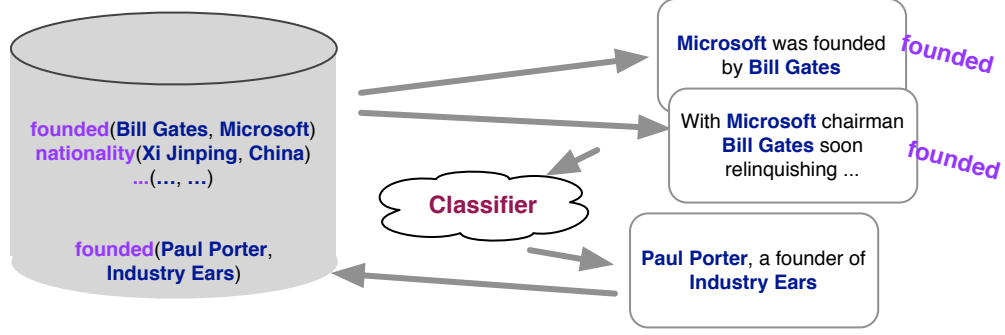 founded(Bill Gates, Microsoft)
nationality(Xi Jinping, China)
...(..., ...)
founded(Paul Porter,
Industry Ears)
Microsoft was founded
by Bill Gates
founded
With Microsoft chairman
Bill Gates soon
relinquishing ...
founded
Classifier
Paul Porter, a founder of
Industry Ears